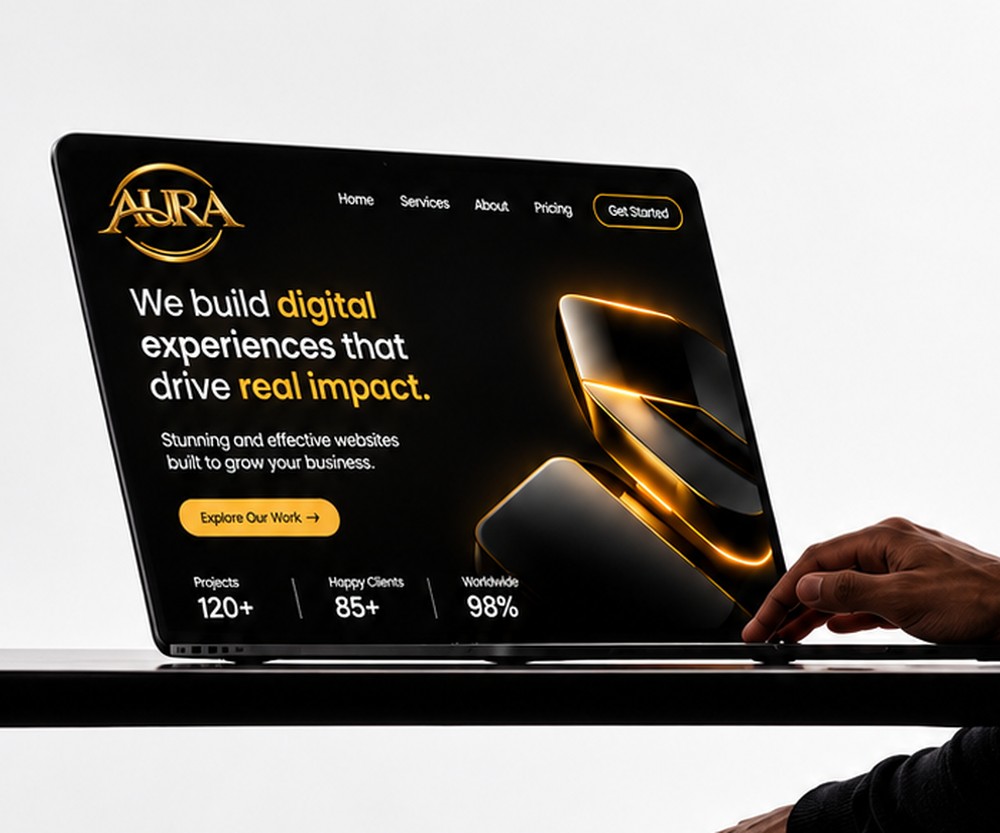 AURA
Home Services About Pricing Get Started
We build digital
experiences that
drive real impact.
Stunning and effective websites
built to grow your business.
Explore Our Work →
Projects Happy Clients Worldwide
120+ 85+ 98%